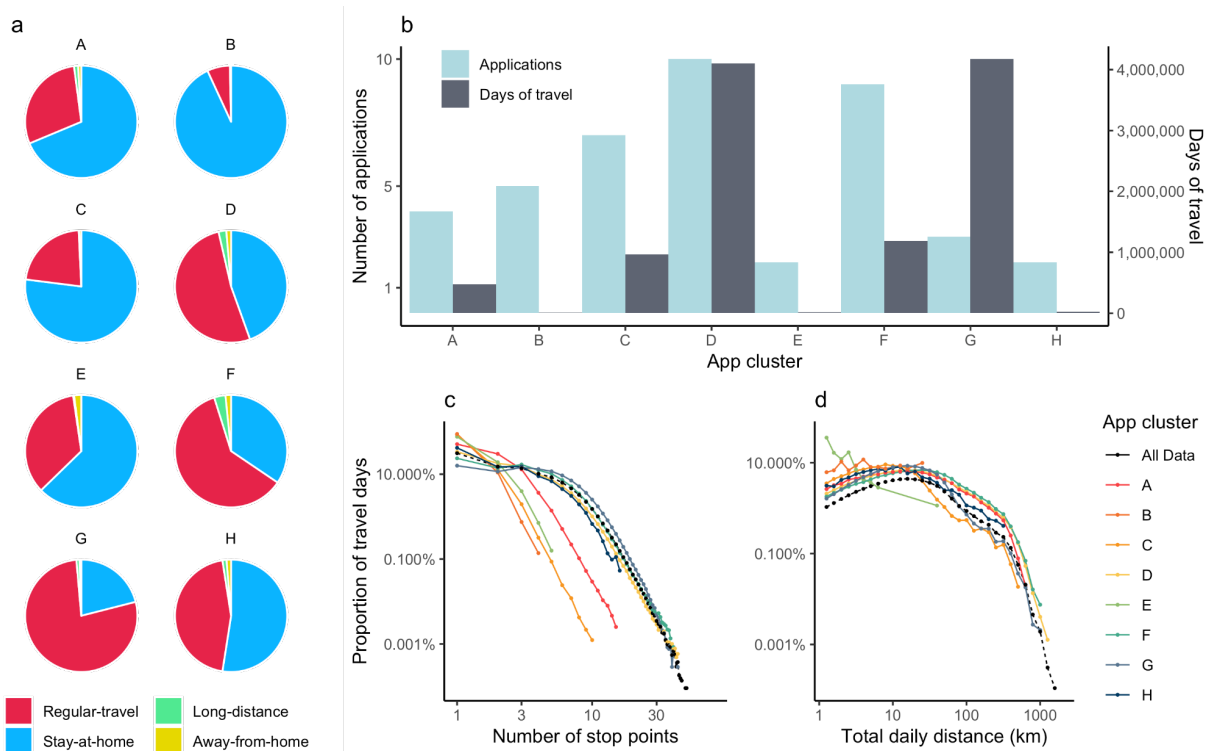 a
A
B
C
D
E
F
G
H
Regular-travel
Long-distance
Stay-at-home
Away-from-home
b
Applications
Days of travel
Number of applications
10
5
1
Days of travel
4,000,000
3,000,000
2,000,000
1,000,000
0
A B C D E F G H
App cluster
c
Proportion of travel days
10.000%
0.100%
0.001%
1 3 10 30
Number of stop points
d
10.000%
0.100%
0.001%
1 10 100 1000
Total daily distance (km)
App cluster
All Data
A
B
C
D
E
F
G
H